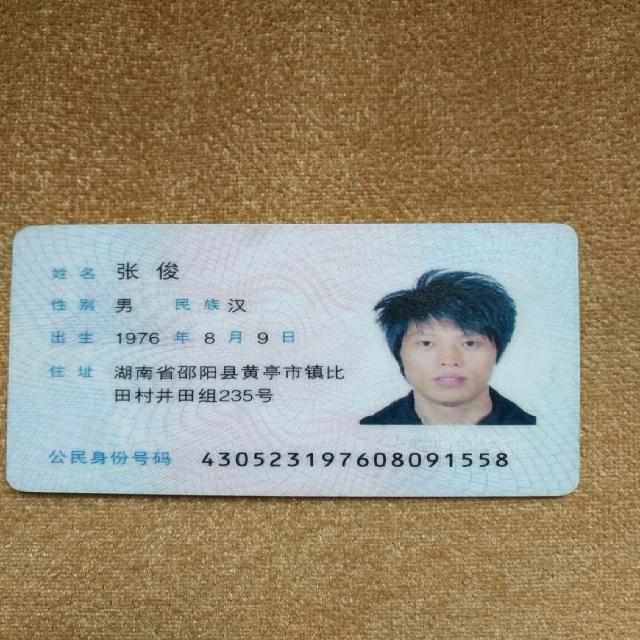 姓名 张俊
性别 男 民族 汉
出生 1976 年 8 月 9 日
住址 湖南省邵阳县黄亭市镇比
田村井田组235号
公民身份号码 430523197608091558